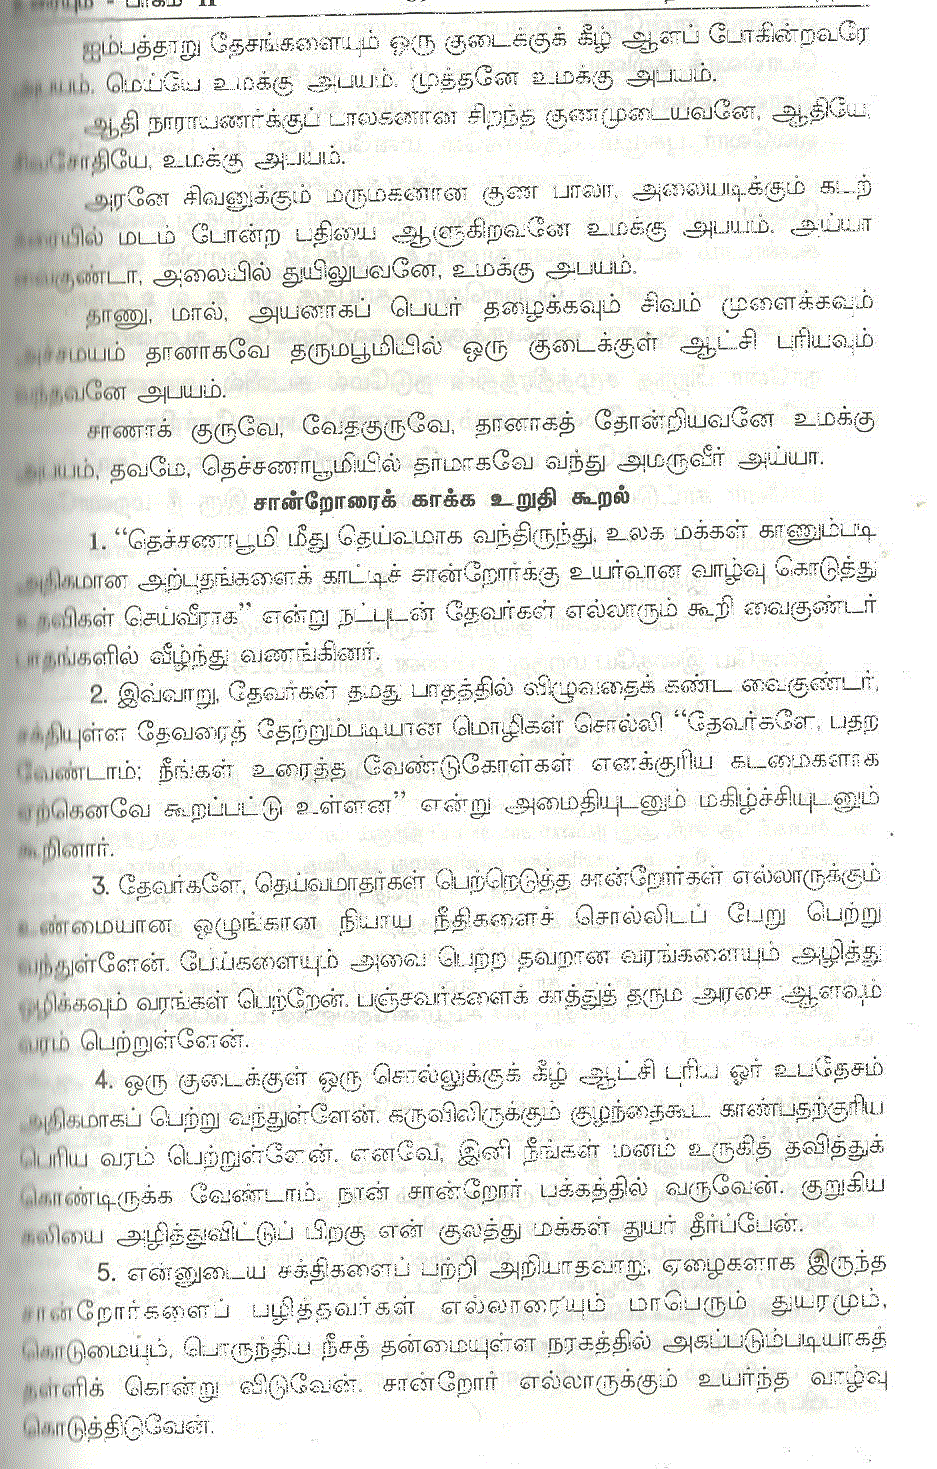 உரையும் - பாகம் II
ஐம்பத்தாறு தேசங்களையும் ஒரு குடைக்குக் கீழ் ஆளப் போகின்றவரே
அபயம். மெய்யே உமக்கு அபயம். முத்தனே உமக்கு அபயம்.
ஆதி நாராயணர்க்குப் பாலகனான சிறந்த குணமுடையவனே, ஆதியே,
சிவசோதியே, உமக்கு அபயம்.
அரனே சிவனுக்கும் மருமகனான குண பாலா, அலையடிக்கும் கடற்
கரையில் மடம் போன்ற பதியை ஆளுகிறவனே உமக்கு அபயம். அய்யா
வைகுண்டா, அலையில் துயிலுபவனே, உமக்கு அபயம்.
தாணு, மால், அயனாகப் பெயர் தழைக்கவும் சிவம் முளைக்கவும்
அச்சமயம் தானாகவே தருமபூமியில் ஒரு குடைக்குள் ஆட்சி புரியவும்
வந்தவனே அபயம்.
சாணாக் குருவே, வேதகுருவே, தானாகத் தோன்றியவனே உமக்கு
அபயம், தவமே, தெச்சணாபூமியில் தாமாகவே வந்து அமருவீர் அய்யா.
சான்றோரைக் காக்க உறுதி கூறல்
1. "தெச்சணாபூமி மீது தெய்வமாக வந்திருந்து, உலக மக்கள் காணும்படி
அதிகமான அற்புதங்களைக் காட்டிச் சான்றோர்க்கு உயர்வான வாழ்வு கொடுத்து
உதவிகள் செய்வீராக" என்று நட்புடன் தேவர்கள் எல்லாரும் கூறி வைகுண்டர்
பாதங்களில் வீழ்ந்து வணங்கினர்.
2. இவ்வாறு, தேவர்கள் தமது பாதத்தில் விழுவதைக் கண்ட வைகுண்டர்,
சக்தியுள்ள தேவரைத் தேற்றும்படியான மொழிகள் சொல்லி "தேவர்களே, பதற
வேண்டாம்; நீங்கள் உரைத்த வேண்டுகோள்கள் எனக்குரிய கடமைகளாக
ஏற்கெனவே கூறப்பட்டு உள்ளன" என்று அமைதியுடனும் மகிழ்ச்சியுடனும்
கூறினார்.
3. தேவர்களே, தெய்வமாதர்கள் பெற்றெடுத்த சான்றோர்கள் எல்லாருக்கும்
உண்மையான ஒழுங்கான நியாய நீதிகளைச் சொல்லிடப் பேறு பெற்று
வந்துள்ளேன். பேய்களையும் அவை பெற்ற தவறான வரங்களையும் அழித்து
ஒழிக்கவும் வரங்கள் பெற்றேன். பஞ்சவர்களைக் காத்துத் தரும அரசை ஆளவும்
வரம் பெற்றுள்ளேன்.
4. ஒரு குடைக்குள் ஒரு சொல்லுக்குக் கீழ் ஆட்சி புரிய ஓர் உபதேசம்
அதிகமாகப் பெற்று வந்துள்ளேன். கருவிலிருக்கும் குழந்தைகூட காண்பதற்குரிய
பெரிய வரம் பெற்றுள்ளேன். எனவே, இனி நீங்கள் மனம் உருகித் தவித்துக்
கொண்டிருக்க வேண்டாம். நான் சான்றோர் பக்கத்தில் வருவேன். குறுகிய
கலியை அழித்துவிட்டுப் பிறகு என் குலத்து மக்கள் துயர் தீர்ப்பேன்.
5. என்னுடைய சக்திகளைப் பற்றி அறியாதவாறு, ஏழைகளாக இருந்த
சான்றோர்களைப் பழித்தவர்கள் எல்லாரையும் மாபெரும் துயரமும்,
கொடுமையும், பொருந்திய நீசத் தன்மையுள்ள நரகத்தில் அகப்படும்படியாகத்
தள்ளிக் கொன்று விடுவேன். சான்றோர் எல்லாருக்கும் உயர்ந்த வாழ்வு
கொடுத்திடுவேன்.